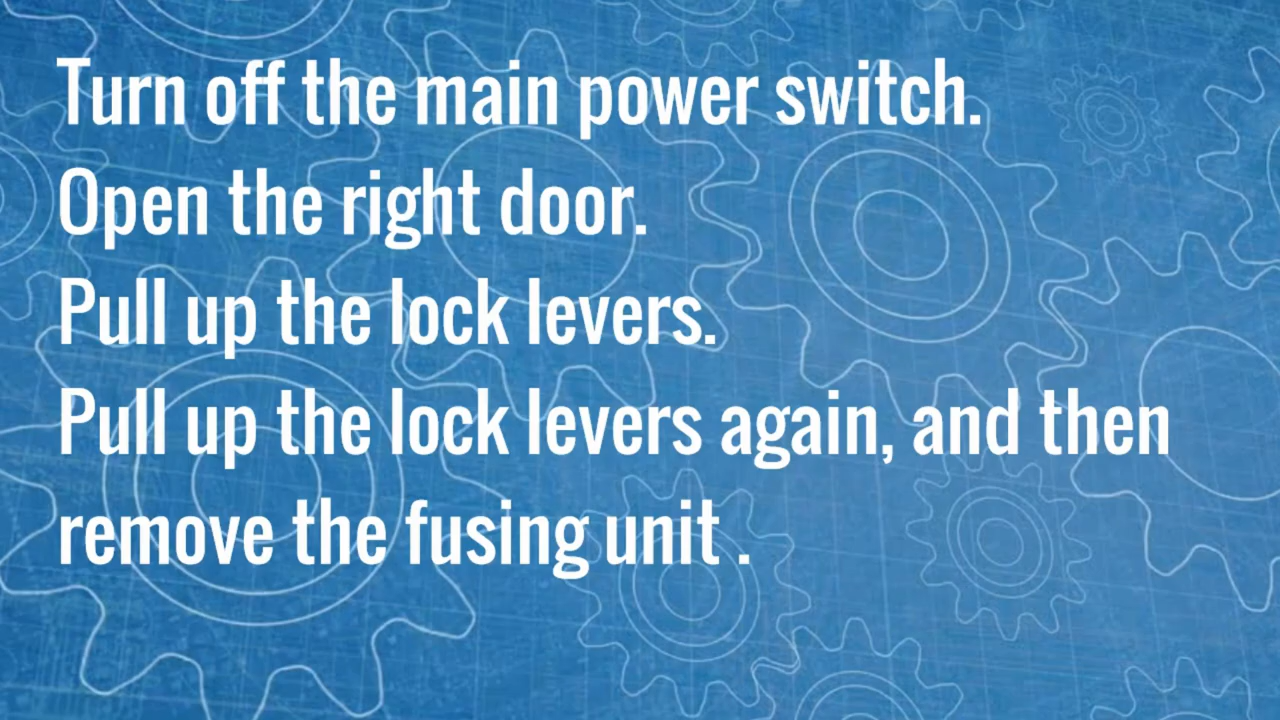 Turn off the main power switch.
Open the right door.
Pull up the lock levers.
Pull up the lock levers again, and then
remove the fusing unit .